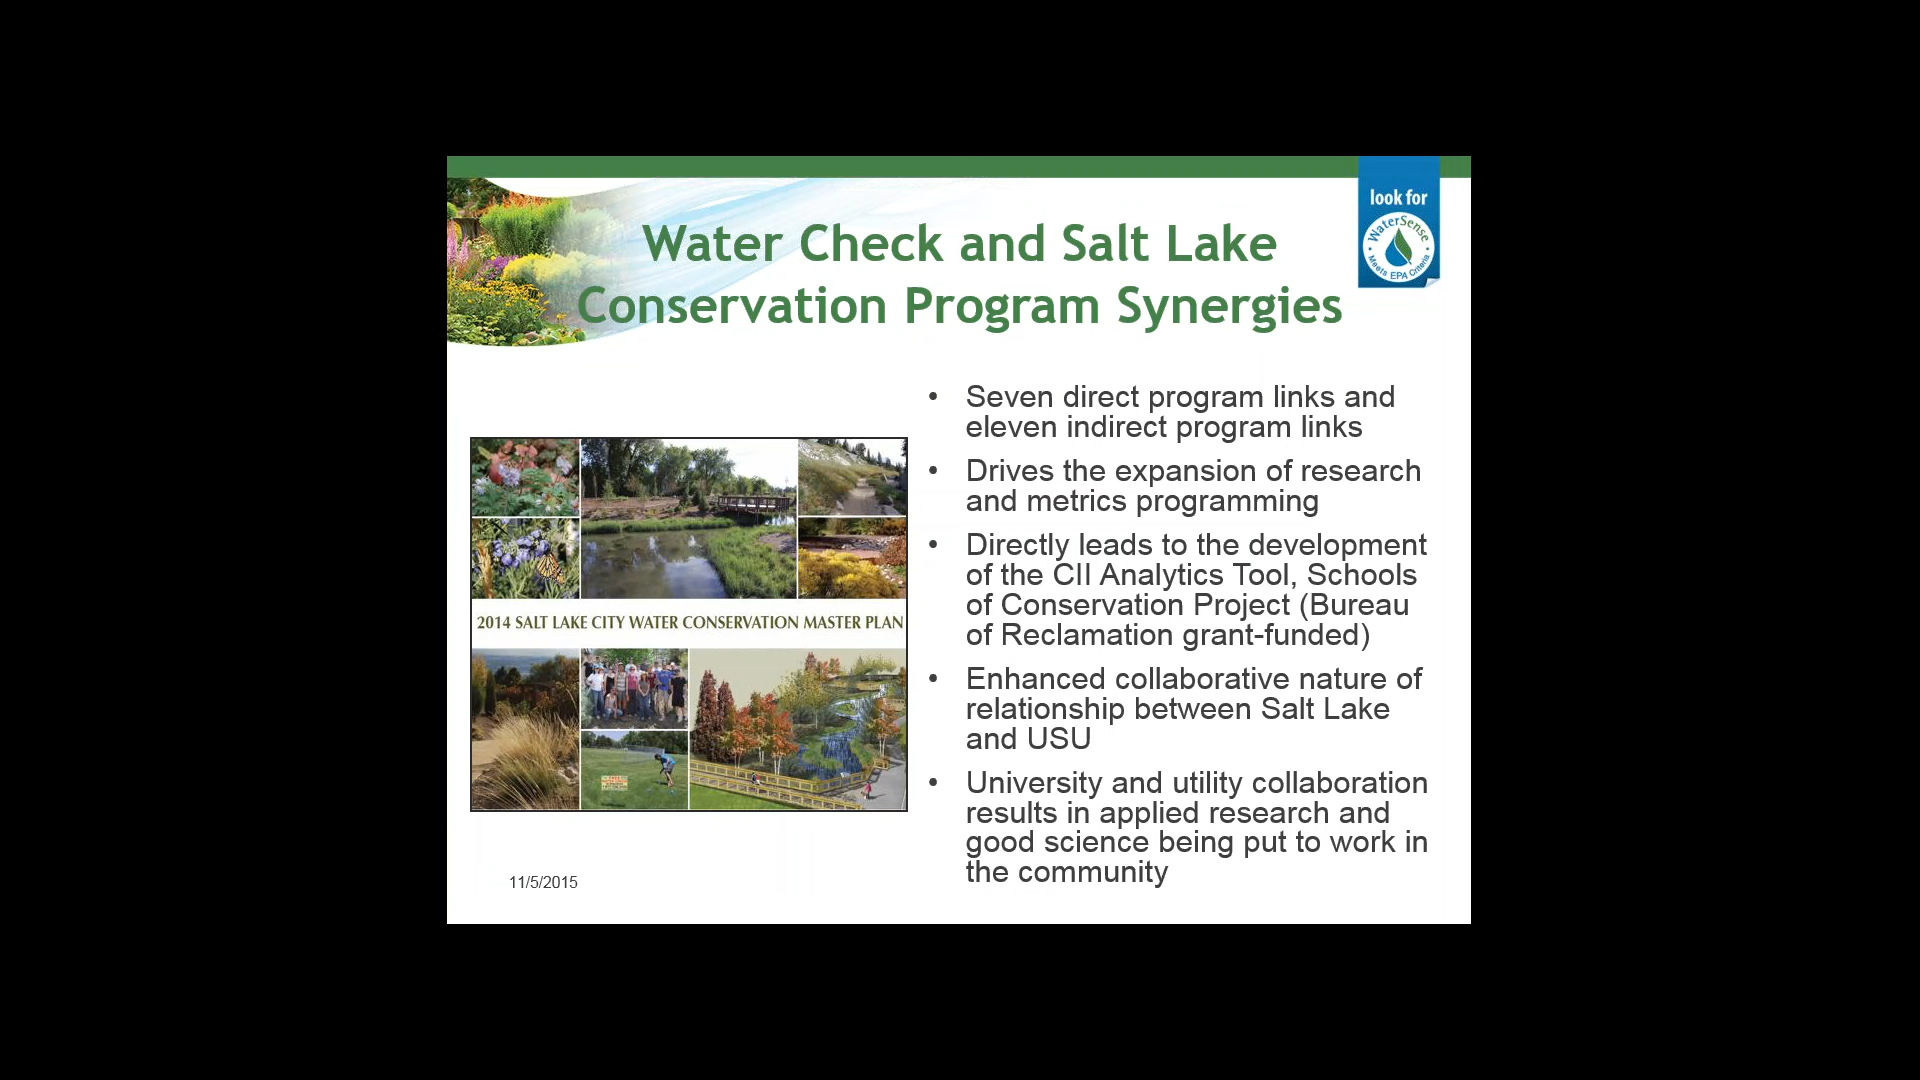 look for
WaterSense
Meets EPA Criteria
Water Check and Salt Lake
Conservation Program Synergies
2014 SALT LAKE CITY WATER CONSERVATION MASTER PLAN
• Seven direct program links and
eleven indirect program links
• Drives the expansion of research
and metrics programming
• Directly leads to the development
of the CII Analytics Tool, Schools
of Conservation Project (Bureau
of Reclamation grant-funded)
• Enhanced collaborative nature of
relationship between Salt Lake
and USU
• University and utility collaboration
results in applied research and
good science being put to work in
the community
11/5/2015